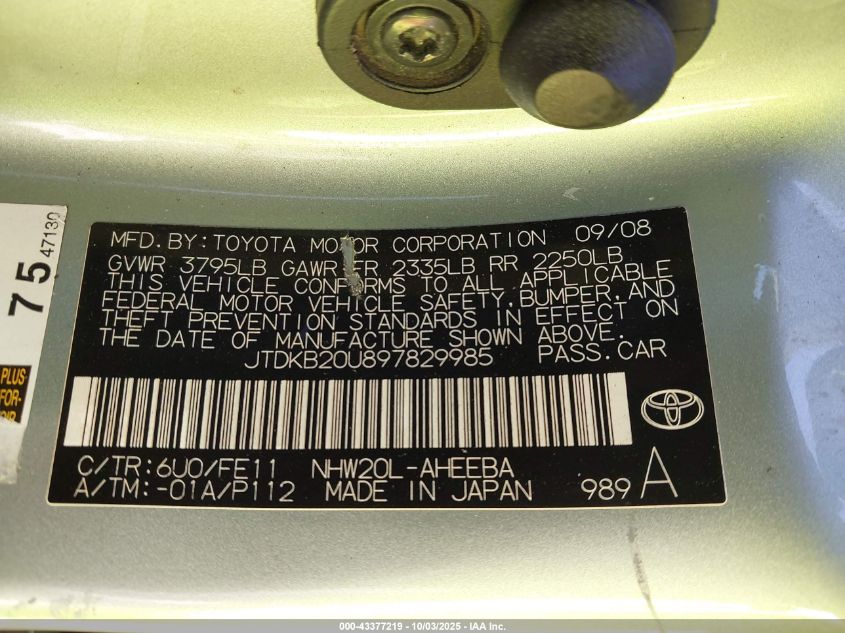 75
47130
PLUS
FOR-
MFD. BY: TOYOTA MOTOR CORPORATION 09/08
GVWR 3795LB GAWR FR 2335LB RR 2250LB
THIS VEHICLE CONFORMS TO ALL APPLICABLE
FEDERAL MOTOR VEHICLE SAFETY, BUMPER, AND
THEFT PREVENTION STANDARDS IN EFFECT ON
THE DATE OF MANUFACTURE SHOWN ABOVE.
JTDKB20U897829985 PASS. CAR
C/TR: 6U0/FE11 NHW20L-AHEEBA
A/TM: -01A/P112 MADE IN JAPAN 989 A
000-43377219 - 10/03/2025 - IAA Inc.